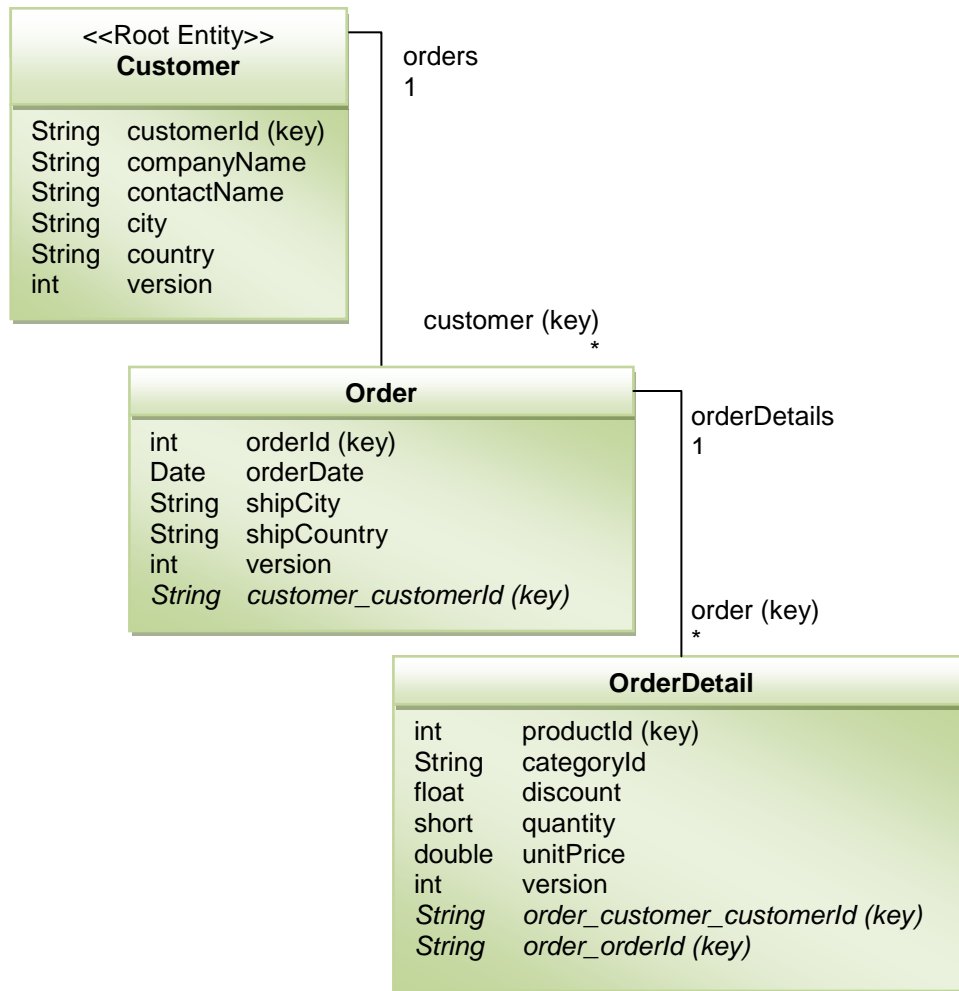 <<Root Entity>>
Customer
String customerId (key)
String companyName
String contactName
String city
String country
int version
orders
1
customer (key)
*
Order
int orderId (key)
Date orderDate
String shipCity
String shipCountry
int version
String customer_customerId (key)
orderDetails
1
order (key)
*
OrderDetail
int productId (key)
String categoryId
float discount
short quantity
double unitPrice
int version
String order_customer_customerId (key)
String order_orderId (key)